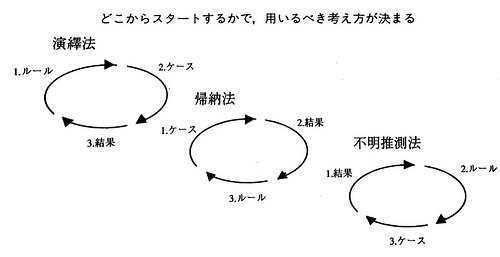 どこからスタートするかで，用いるべき考え方が決まる
演繹法
1.ルール
2.ケース
3.結果
帰納法
1.ケース
2.結果
3.ルール
不明推測法
1.結果
2.ルール
3.ケース